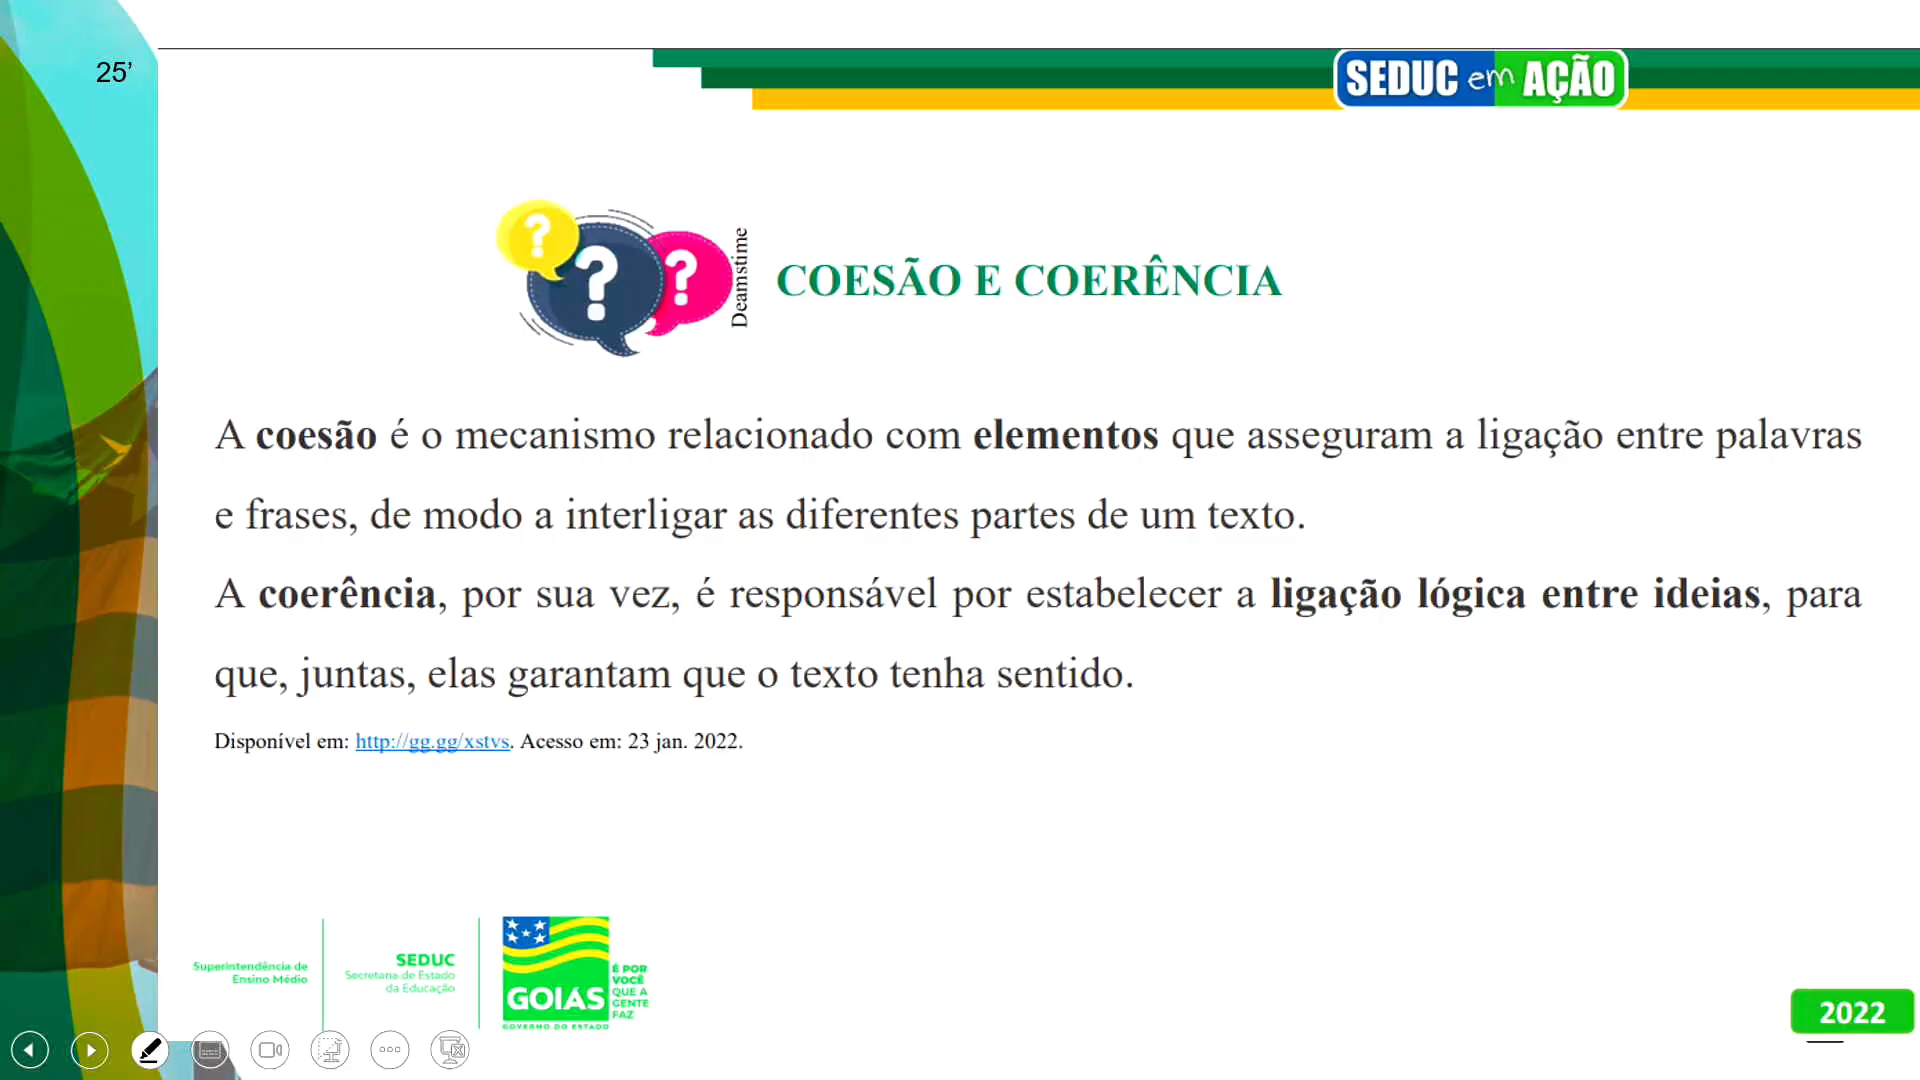 25’
SEDUC em AÇÃO
Deamstime
COESÃO E COERÊNCIA
A coesão é o mecanismo relacionado com elementos que asseguram a ligação entre palavras
e frases, de modo a interligar as diferentes partes de um texto.
A coerência, por sua vez, é responsável por estabelecer a ligação lógica entre ideias, para
que, juntas, elas garantam que o texto tenha sentido.
Disponível em: http://gg.gg/xstvs. Acesso em: 23 jan. 2022.
Superintendência de
Ensino Médio
SEDUC
Secretaria de Estado
da Educação
GOIÁS
GOVERNO DO ESTADO
É POR
VOCÊ
QUE A
GENTE
FAZ
2022